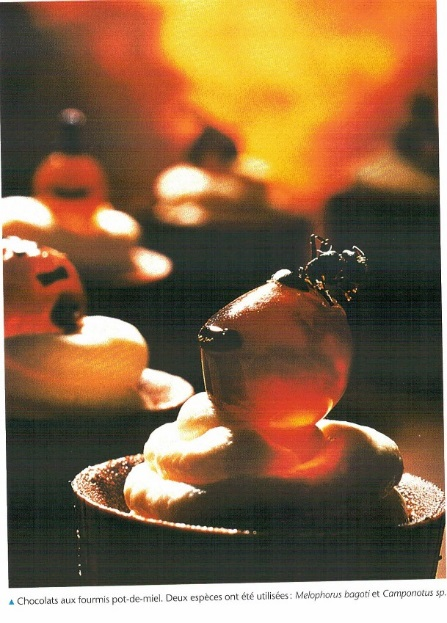 ▲ Chocolats aux fourmis pot-de-miel. Deux espèces ont été utilisées : Melophorus bagoti et Camponotus sp.